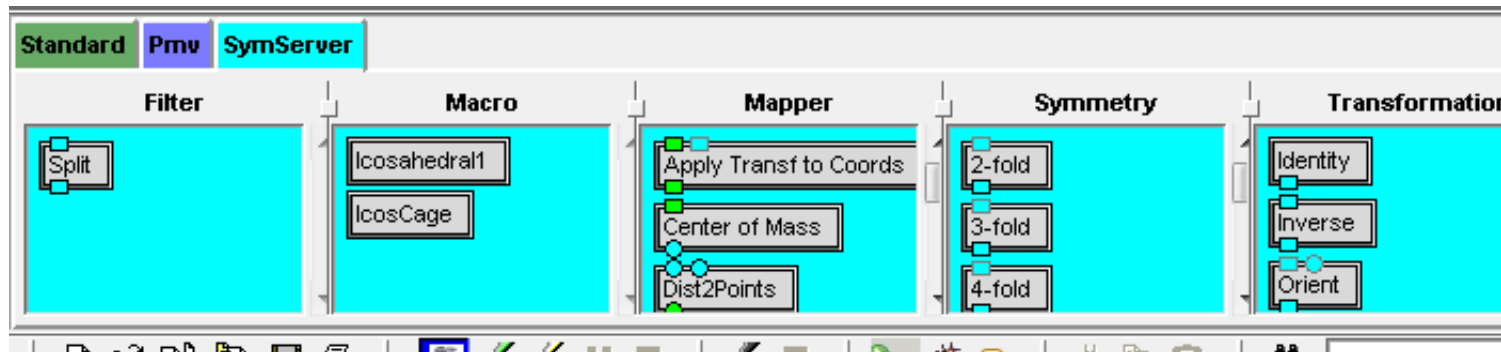 Standard Pmv SymServer
Filter Macro Mapper Symmetry Transformation
Split
Icosahedral1
IcosCage
Apply Transf to Coords
Center of Mass
Dist2Points
2-fold
3-fold
4-fold
Identity
Inverse
Orient